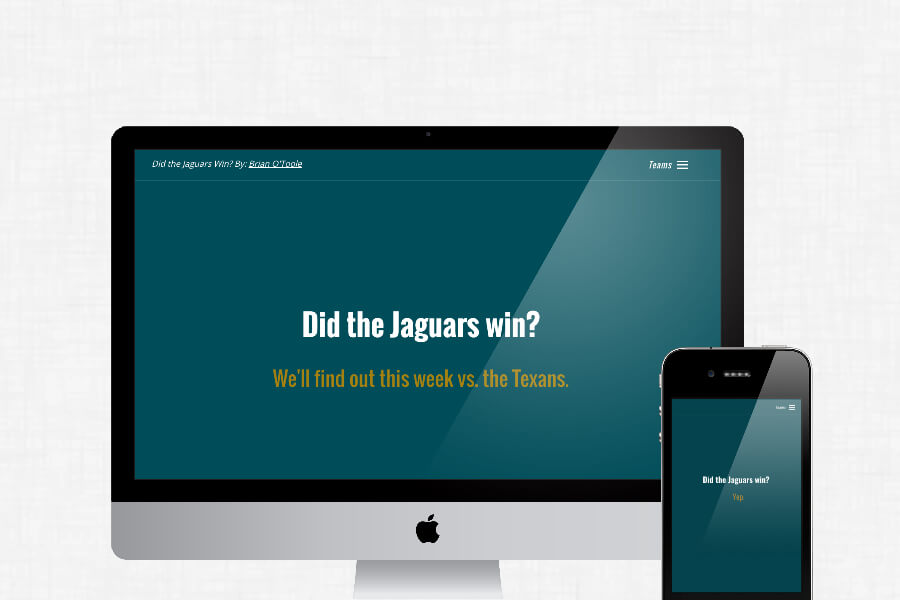 Did the Jaguars Win? By: Brian O'Toole
Teams
Did the Jaguars win?
We'll find out this week vs. the Texans.
Teams
Did the Jaguars win?
Yep.